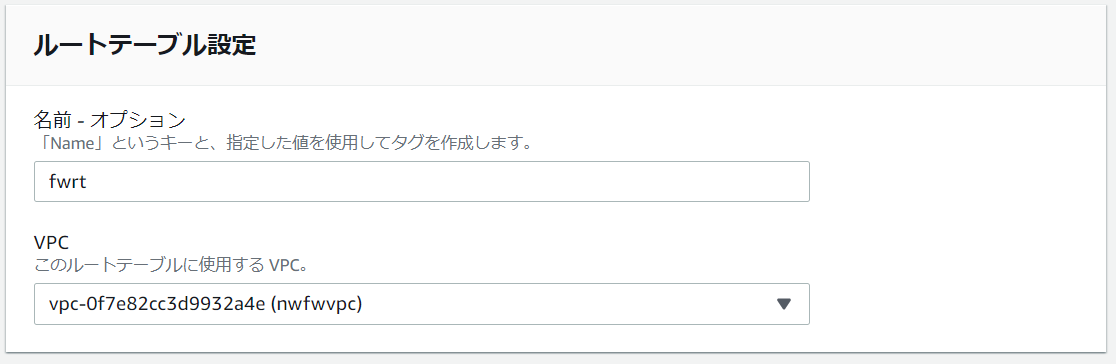 ルートテーブル設定
名前 - オプション
「Name」というキーと、指定した値を使用してタグを作成します。
fwrt
VPC
このルートテーブルに使用する VPC。
vpc-0f7e82cc3d9932a4e (nwfwvpc)